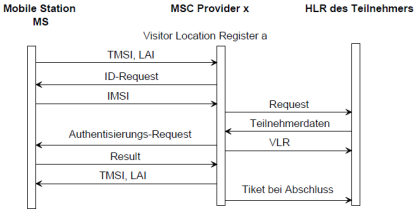 Mobile Station MSC Provider x HLR des Teilnehmers
MS
Visitor Location Register a
TMSI, LAI
ID-Request
IMSI
Request
Teilnehmerdaten
Authentisierungs-Request
VLR
Result
TMSI, LAI
Tiket bei Abschluss